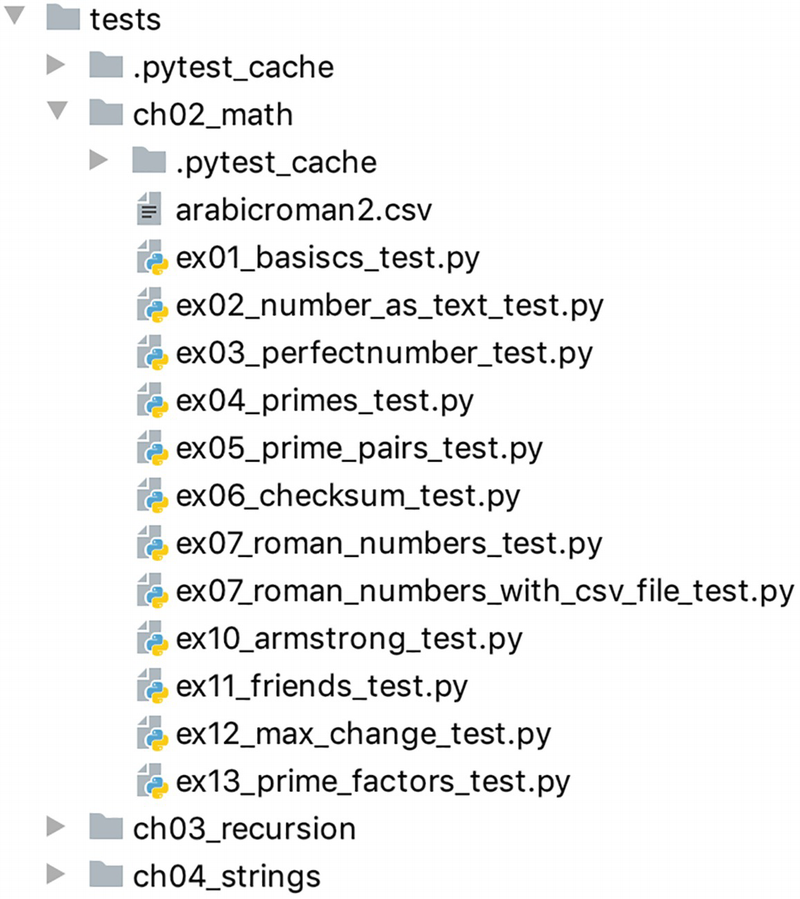 tests
.pytest_cache
ch02_math
.pytest_cache
arabicroman2.csv
ex01_basiscs_test.py
ex02_number_as_text_test.py
ex03_perfectnumber_test.py
ex04_primes_test.py
ex05_prime_pairs_test.py
ex06_checksum_test.py
ex07_roman_numbers_test.py
ex07_roman_numbers_with_csv_file_test.py
ex10_armstrong_test.py
ex11_friends_test.py
ex12_max_change_test.py
ex13_prime_factors_test.py
ch03_recursion
ch04_strings